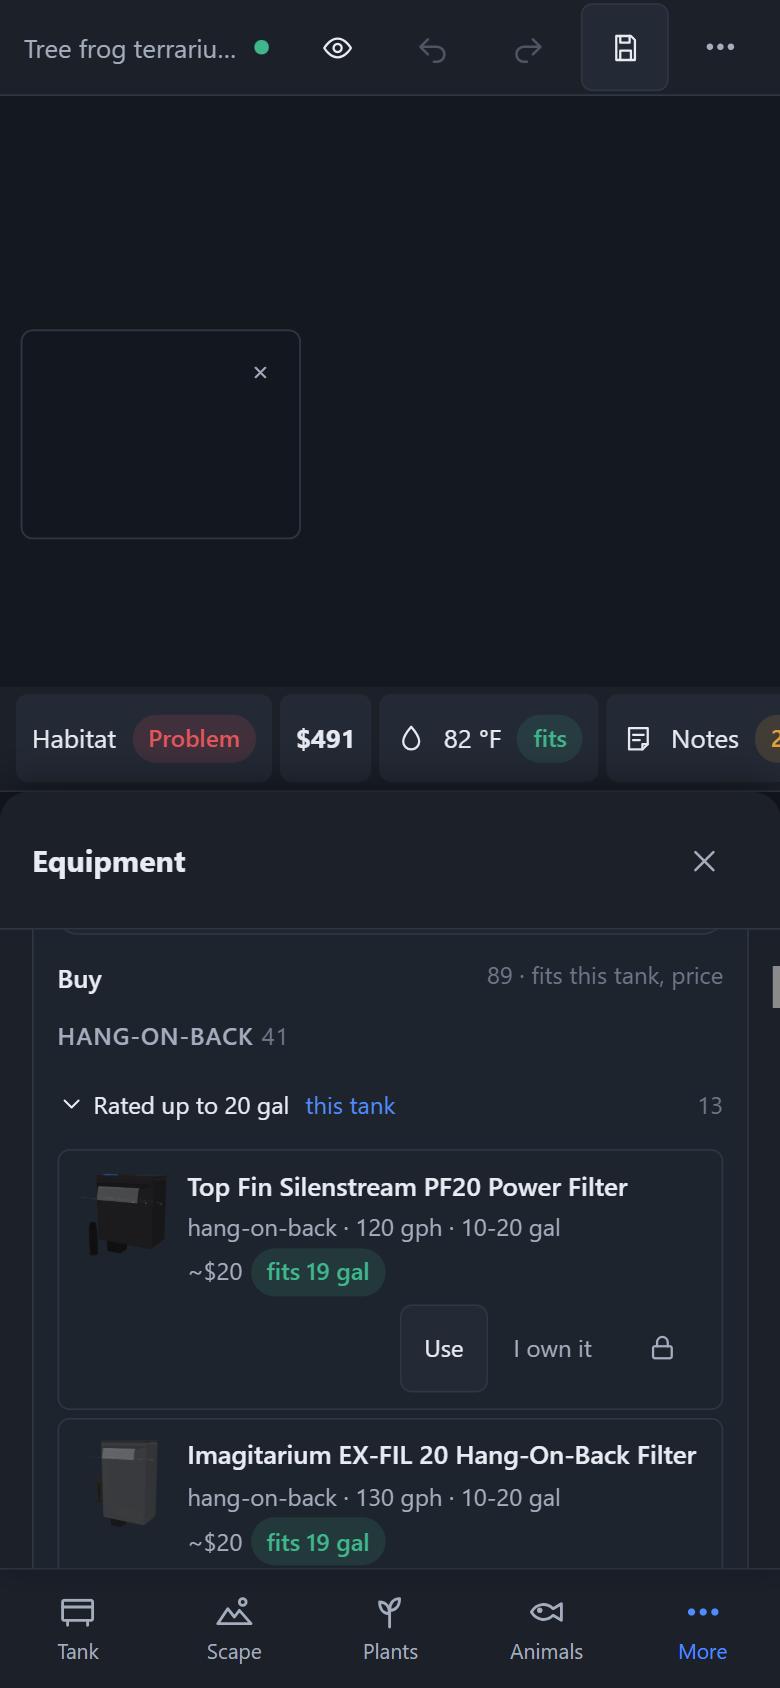 Tree frog terrariu...
Habitat Problem $491 82 °F fits Notes 2
Equipment
Buy 89 · fits this tank, price
HANG-ON-BACK 41
Rated up to 20 gal this tank 13
Top Fin Silenstream PF20 Power Filter
hang-on-back · 120 gph · 10-20 gal
~$20 fits 19 gal
Use I own it
Imagitarium EX-FIL 20 Hang-On-Back Filter
hang-on-back · 130 gph · 10-20 gal
~$20 fits 19 gal
Tank Scape Plants Animals More